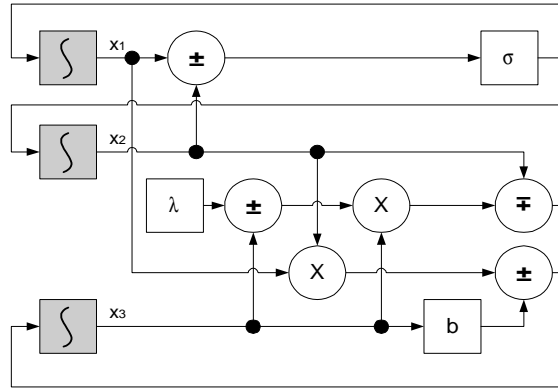 ∫ x₁ ± σ
∫ x₂
λ ± X ∓
X ±
∫ x₃ b